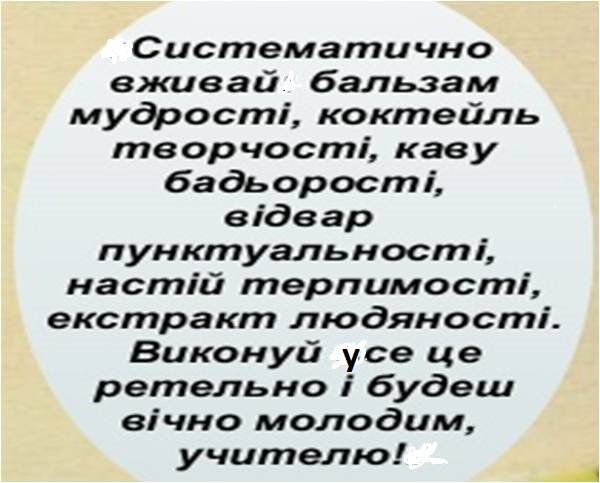 Систематично
вживай бальзам
мудрості, коктейль
творчості, каву
бадьорості,
відвар
пунктуальності,
настій терпимості,
екстракт людяності.
Виконуй усе це
ретельно і будеш
вічно молодим,
учителю!